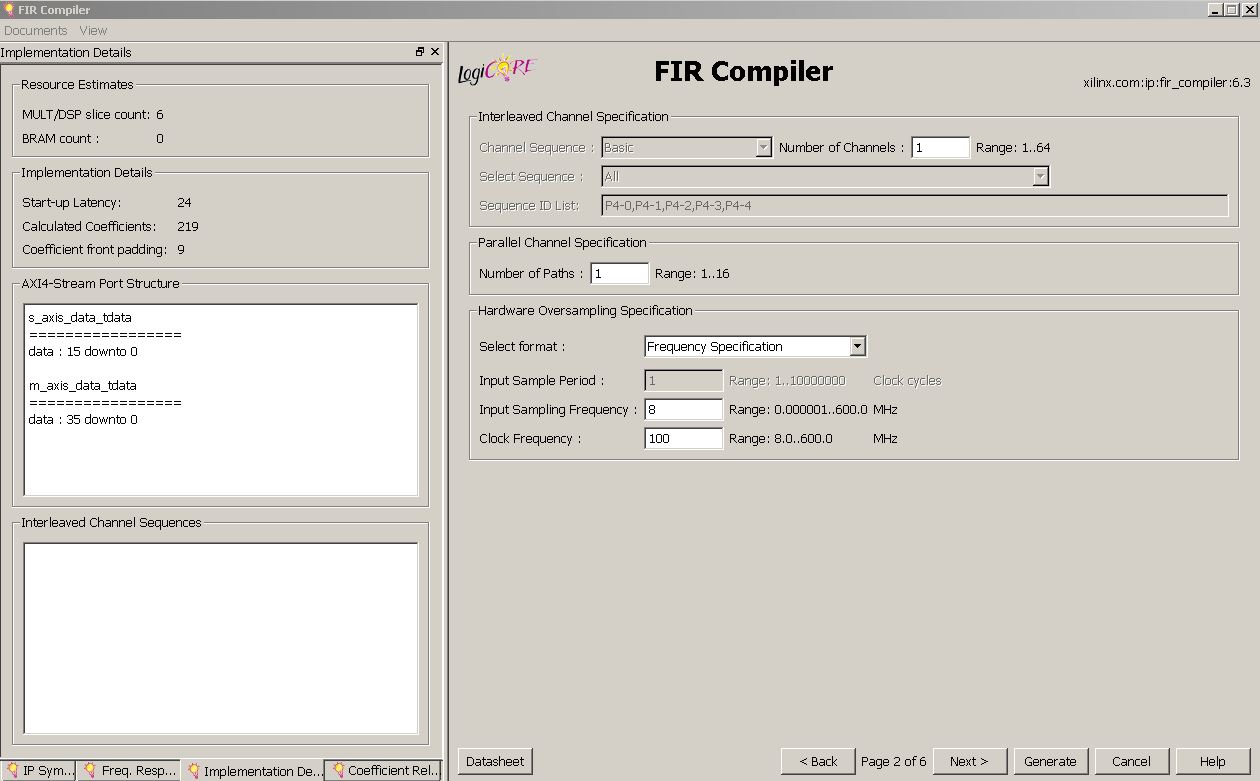 FIR Compiler
Documents View
Implementation Details
Resource Estimates
MULT/DSP slice count: 6
BRAM count : 0
Implementation Details
Start-up Latency: 24
Calculated Coefficients: 219
Coefficient front padding: 9
AXI4-Stream Port Structure
s_axis_data_tdata
==================
data : 15 downto 0
m_axis_data_tdata
==================
data : 35 downto 0
Interleaved Channel Sequences
IP Sym... Freq. Resp... Implementation De... Coefficient Rel...
LogiCORE
FIR Compiler
xilinx.com:ip:fir_compiler:6.3
Interleaved Channel Specification
Channel Sequence : Basic Number of Channels : 1 Range: 1..64
Select Sequence : All
Sequence ID List: P4-0,P4-1,P4-2,P4-3,P4-4
Parallel Channel Specification
Number of Paths : 1 Range: 1..16
Hardware Oversampling Specification
Select format : Frequency Specification
Input Sample Period : 1 Range: 1..10000000 Clock cycles
Input Sampling Frequency : 8 Range: 0.000001..600.0 MHz
Clock Frequency : 100 Range: 8.0..600.0 MHz
Datasheet < Back Page 2 of 6 Next > Generate Cancel Help